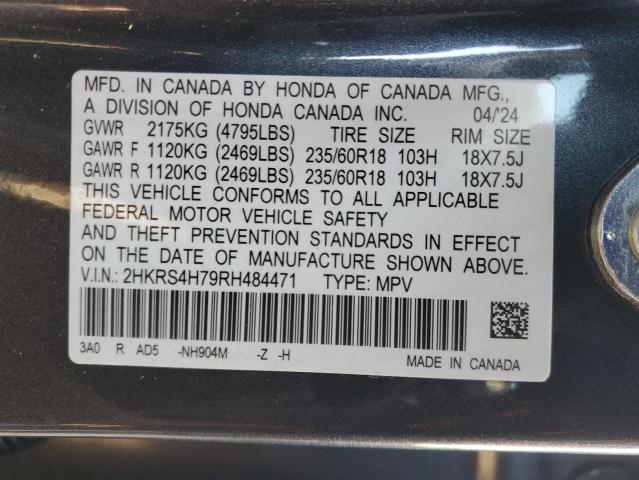 MFD. IN CANADA BY HONDA OF CANADA MFG.,
A DIVISION OF HONDA CANADA INC. 04/'24
GVWR 2175KG (4795LBS) TIRE SIZE RIM SIZE
GAWR F 1120KG (2469LBS) 235/60R18 103H 18X7.5J
GAWR R 1120KG (2469LBS) 235/60R18 103H 18X7.5J
THIS VEHICLE CONFORMS TO ALL APPLICABLE
FEDERAL MOTOR VEHICLE SAFETY
AND THEFT PREVENTION STANDARDS IN EFFECT
ON THE DATE OF MANUFACTURE SHOWN ABOVE.
V.I.N.: 2HKRS4H79RH484471 TYPE: MPV
3A0 R AD5 -NH904M -Z -H
MADE IN CANADA